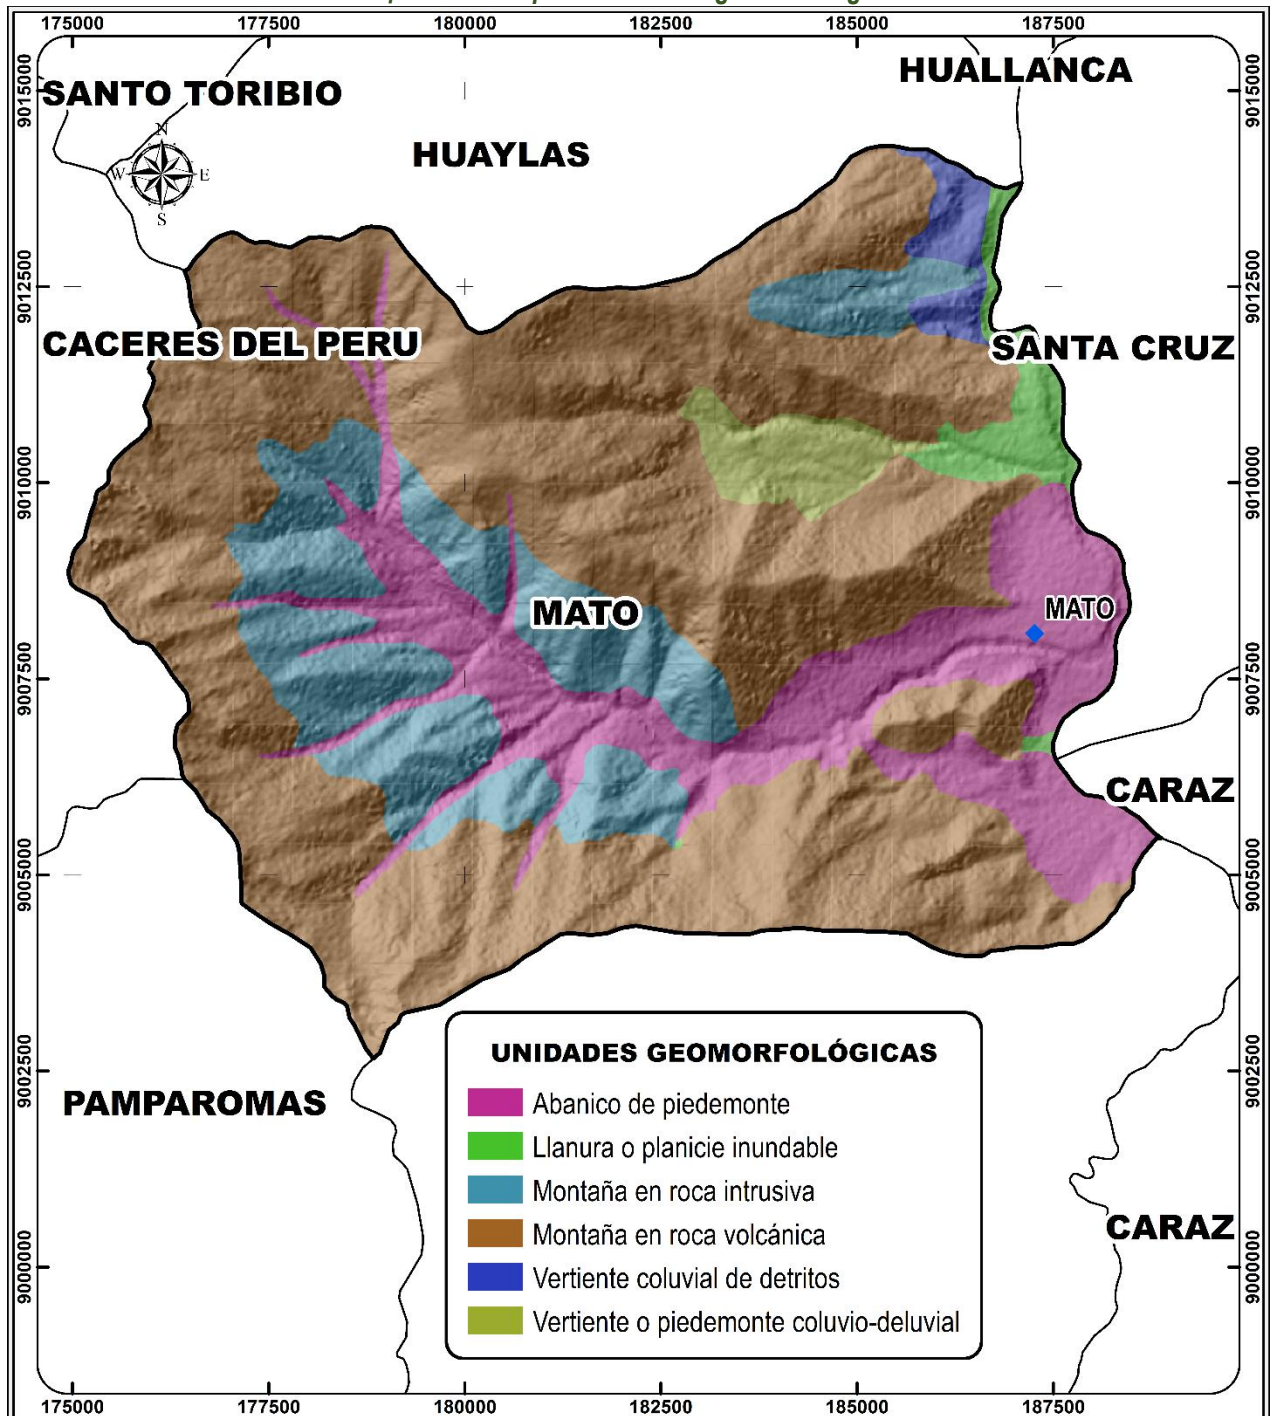 175000 177500 180000 182500 185000 187500
HUALLANCA
SANTO TORIBIO
9015000 9015000
HUAYLAS
N
W E
S
9012500 9012500
CACERES DEL PERU
SANTA CRUZ
9010000 9010000
MATO
MATO
9007500 9007500
CARAZ
9005000 9005000
UNIDADES GEOMORFOLÓGICAS
9002500 9002500
PAMPAROMAS
Abanico de piedemonte
Llanura o planicie inundable
Montaña en roca intrusiva
Montaña en roca volcánica
CARAZ
9000000 9000000
Vertiente coluvial de detritos
Vertiente o piedemonte coluvio-deluvial
175000 177500 180000 182500 185000 187500